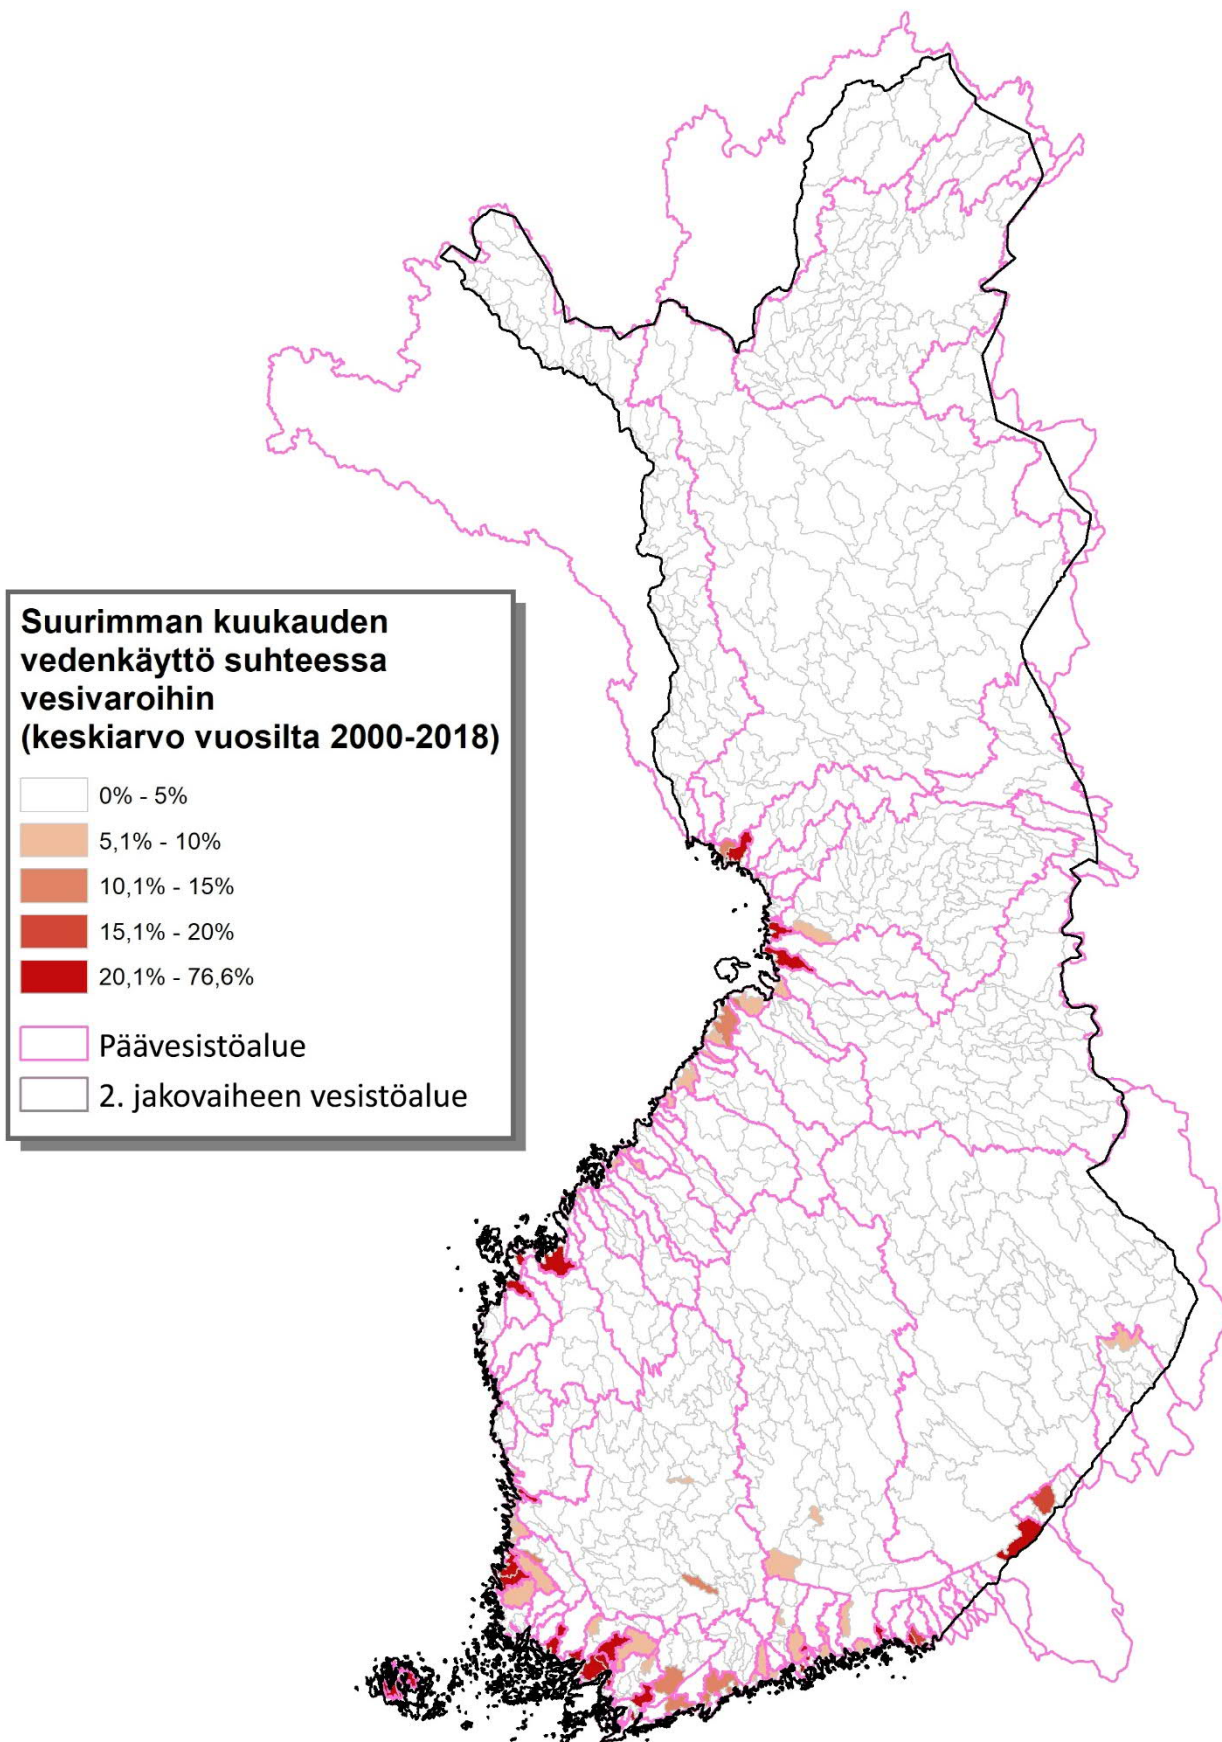 Suurimman kuukauden
vedenkäyttö suhteessa
vesivaroihin
(keskiarvo vuosilta 2000-2018)
0% - 5%
5,1% - 10%
10,1% - 15%
15,1% - 20%
20,1% - 76,6%
Päävesistöalue
2. jakovaiheen vesistöalue